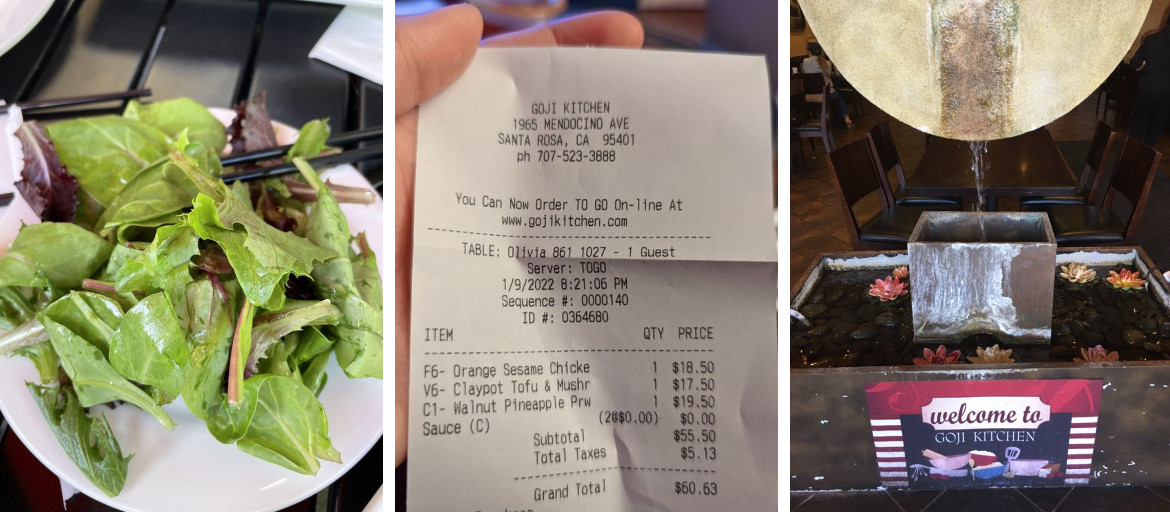 GOJI KITCHEN
1965 MENDOCINO AVE
SANTA ROSA, CA 95401
ph 707-523-3888
You Can Now Order TO GO On-line At
www.gojikitchen.com
TABLE: Olivia 861 1027 - 1 Guest
Server: TOGO
1/9/2022 8:21:06 PM
Sequence #: 0000140
ID #: 0364680
ITEM QTY PRICE
F6- Orange Sesame Chicke 1 $18.50
V6- Claypot Tofu & Mushr 1 $19.50
C1- Walnut Pineapple Prw 1 $17.50
Sauce (C) (2@$0.00) $0.00
Subtotal $55.50
Total Taxes $5.13
Grand Total $60.63
welcome to
GOJI KITCHEN